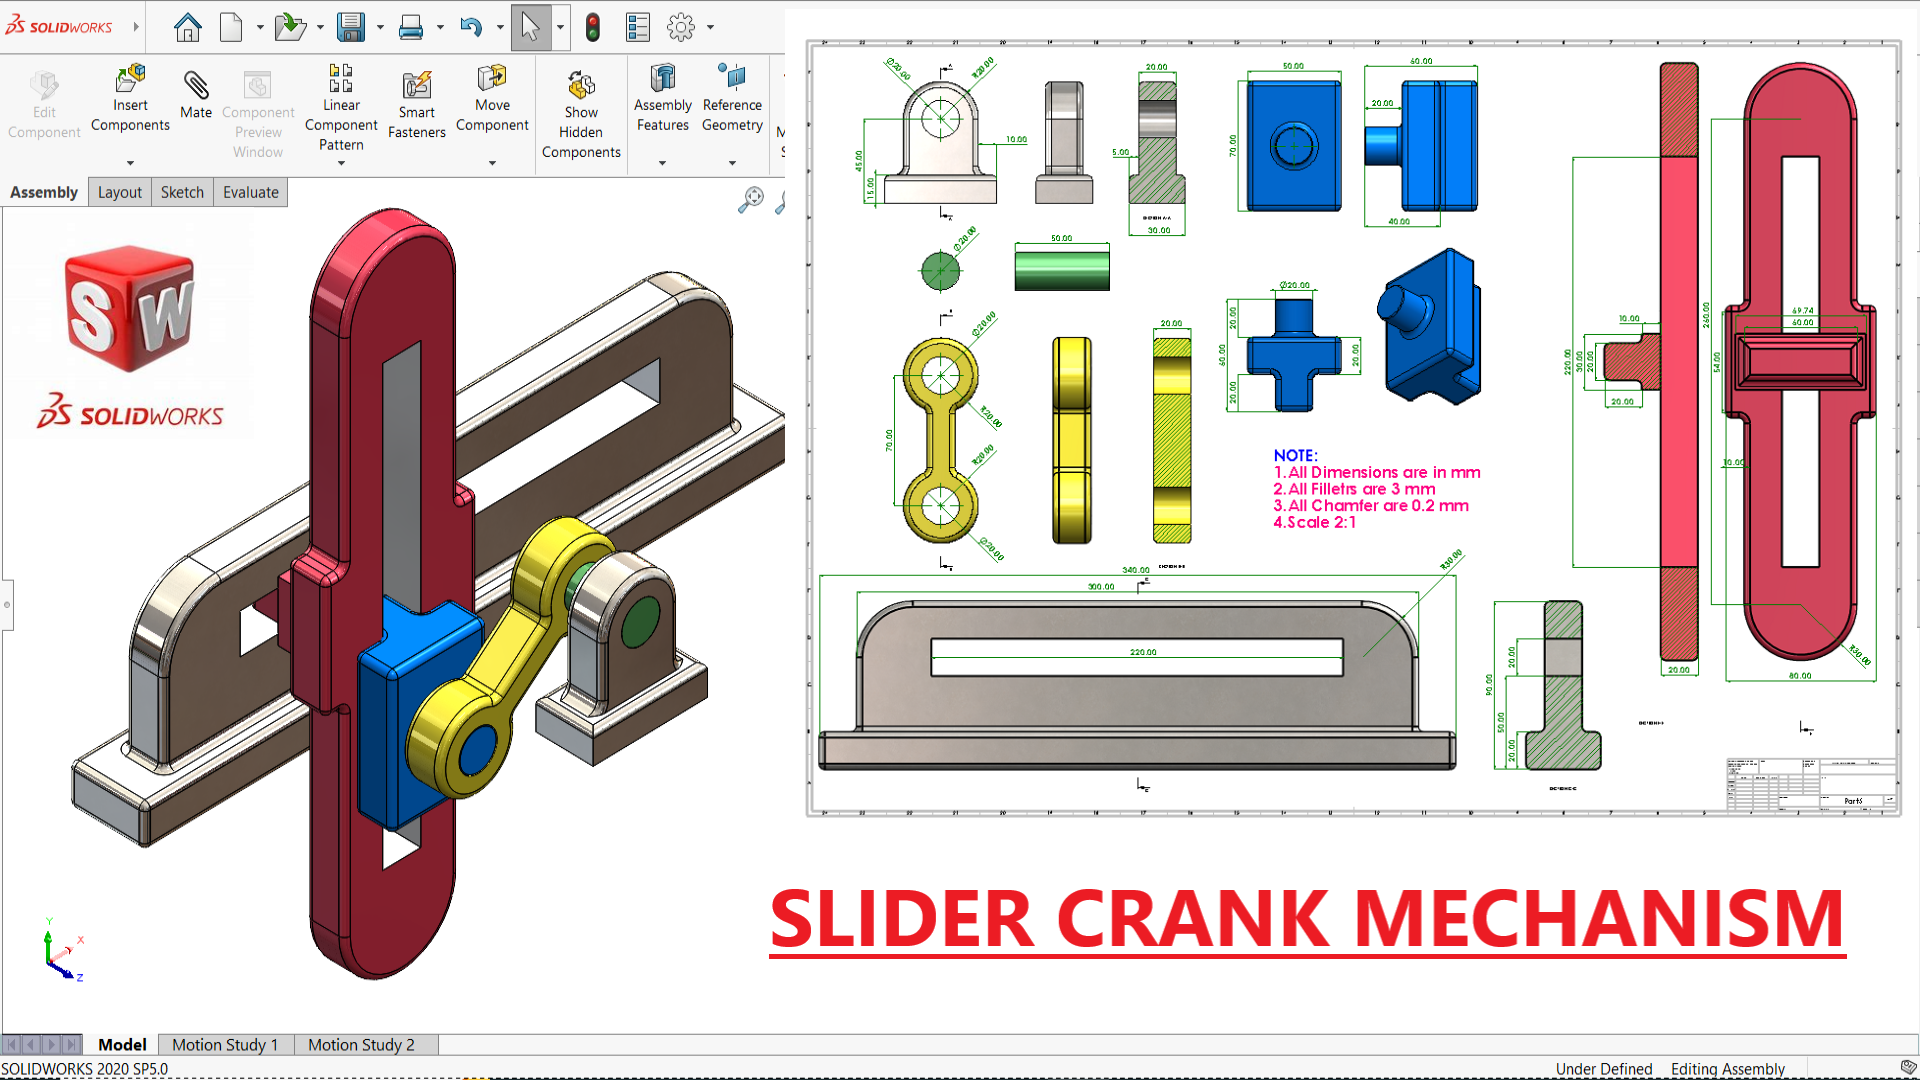 SOLIDWORKS
Edit
Component
Insert
Components
Mate
Component
Preview
Window
Linear
Component
Pattern
Smart
Fasteners
Move
Component
Show
Hidden
Components
Assembly
Features
Reference
Geometry
Assembly
Layout
Sketch
Evaluate
SW
SOLIDWORKS
Y
X
Z
Ø20.00
R20.00
45.00
15.00
10.00
20.00
5.00
30.00
50.00
70.00
60.00
20.00
40.00
Ø20.00
50.00
Ø20.00
R20.00
R20.00
Ø20.00
70.00
20.00
Ø20.00
20.00
60.00
20.00
20.00
NOTE:
1.All Dimensions are in mm
2.All Filletrs are 3 mm
3.All Chamfer are 0.2 mm
4.Scale 2:1
340.00
300.00
R30.00
220.00
90.00
20.00
50.00
20.00
220.00
10.00
30.00
20.00
20.00
20.00
260.00
69.74
60.00
54.00
10.00
R30.00
80.00
Part5
SLIDER CRANK MECHANISM
Model
Motion Study 1
Motion Study 2
SOLIDWORKS 2020 SP5.0
Under Defined
Editing Assembly